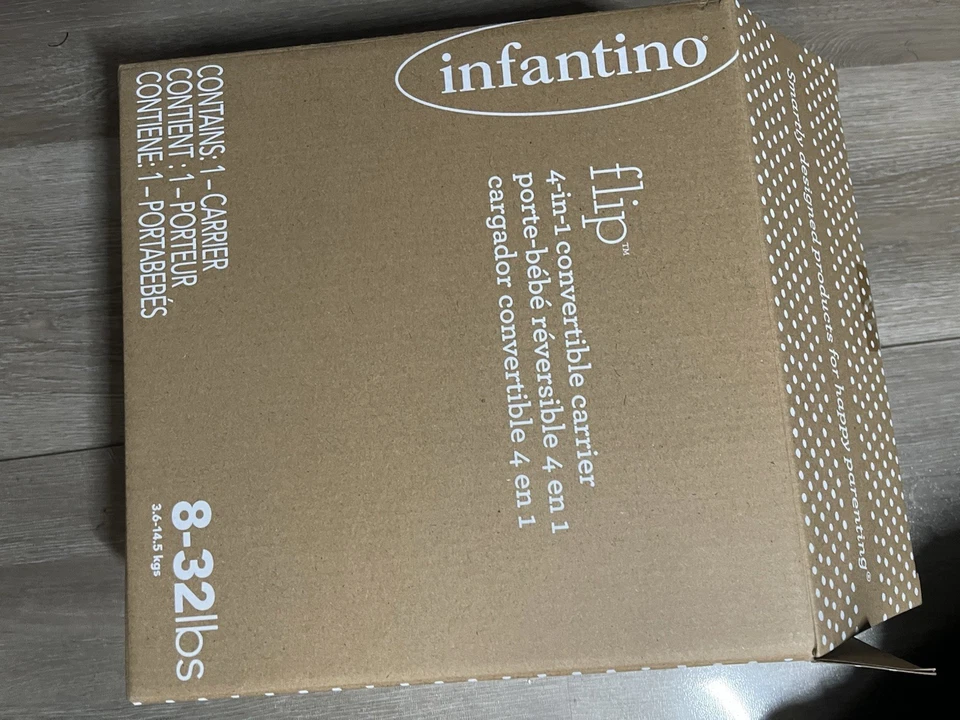 infantino®
flip™
4-in-1 convertible carrier
porte-bébé réversible 4 en 1
cargador convertible 4 en 1
CONTAINS: 1 – CARRIER
CONTIENT : 1 – PORTEUR
CONTIENE: 1 – PORTABEBÉS
8-32lbs
3.6-14.5 kgs
Smartly designed products for happy parenting®